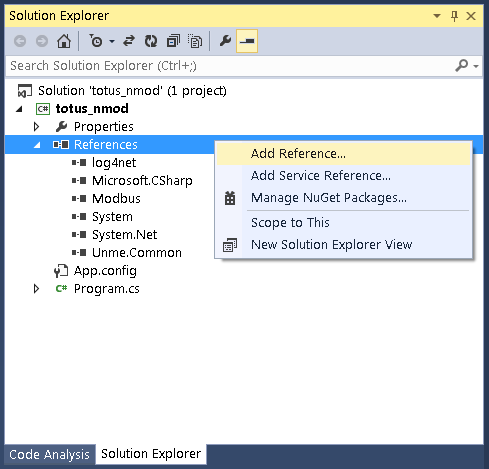 Solution Explorer
Search Solution Explorer (Ctrl+;)
Solution 'totus_nmod' (1 project)
C# totus_nmod
Properties
References
Add Reference...
log4net
Add Service Reference...
Microsoft.CSharp
Manage NuGet Packages...
Modbus
System
Scope to This
System.Net
New Solution Explorer View
Unme.Common
App.config
C# Program.cs
Code Analysis Solution Explorer